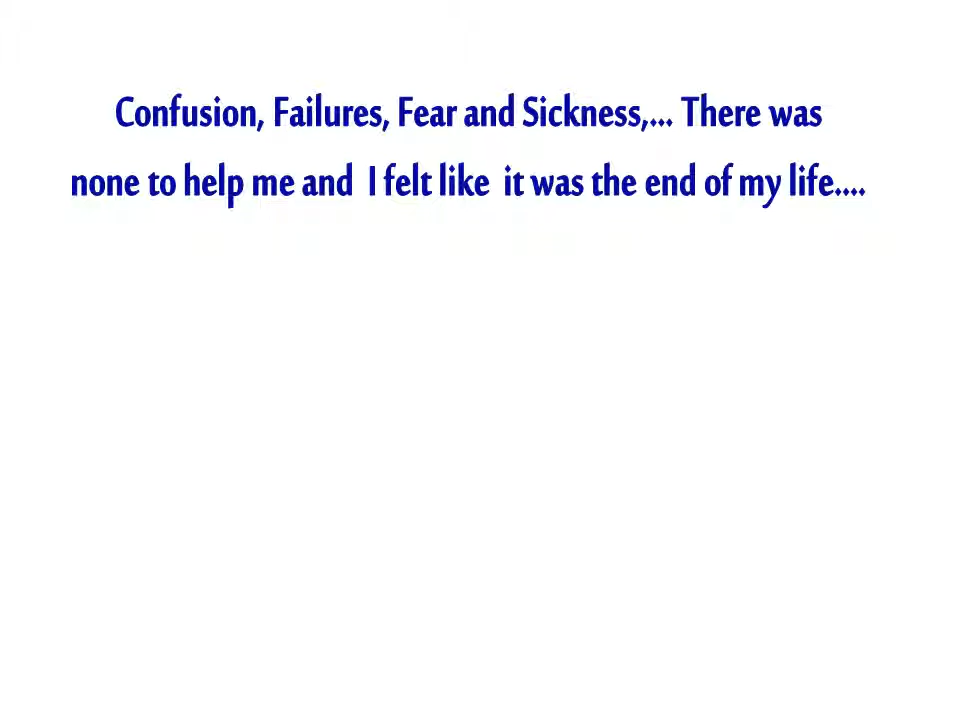 Confusion, Failures, Fear and Sickness,... There was
none to help me and  I felt like  it was the end of my life....